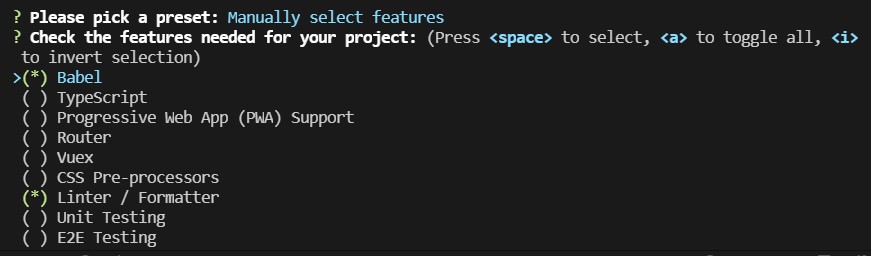 ? Please pick a preset: Manually select features
? Check the features needed for your project: (Press <space> to select, <a> to toggle all, <i>
to invert selection)
>(*) Babel
( ) TypeScript
( ) Progressive Web App (PWA) Support
( ) Router
( ) Vuex
( ) CSS Pre-processors
(*) Linter / Formatter
( ) Unit Testing
( ) E2E Testing